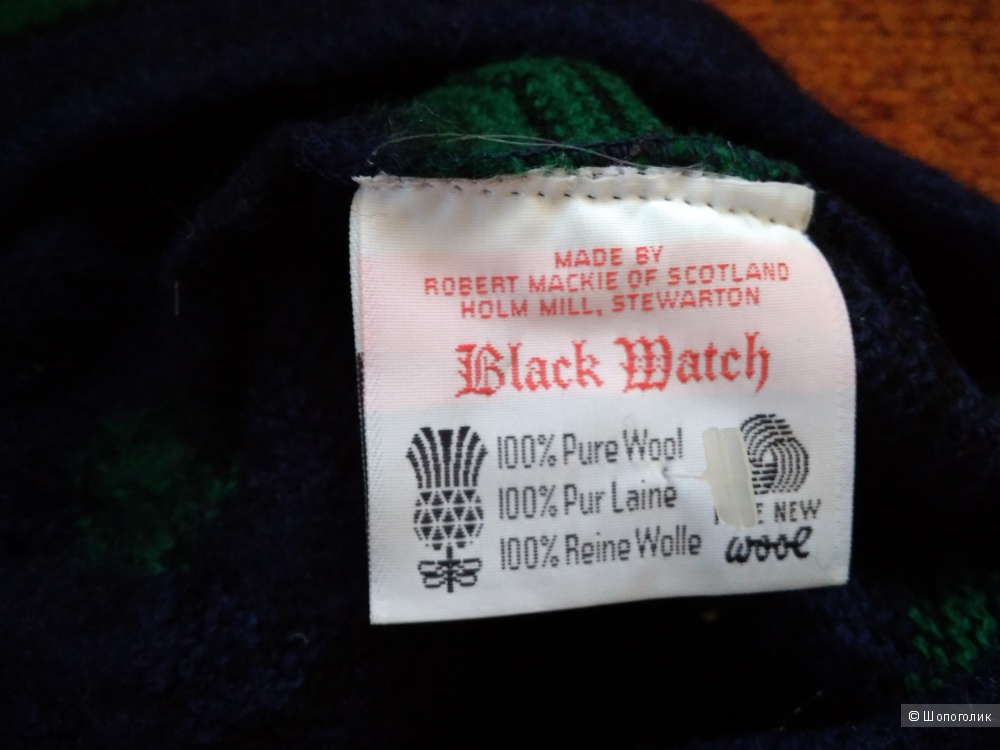 MADE BY
ROBERT MACKIE OF SCOTLAND
HOLM MILL, STEWARTON
Black Watch
100% Pure Wool
100% Pur Laine
100% Reine Wolle
NEW
wool
© Шопоголик